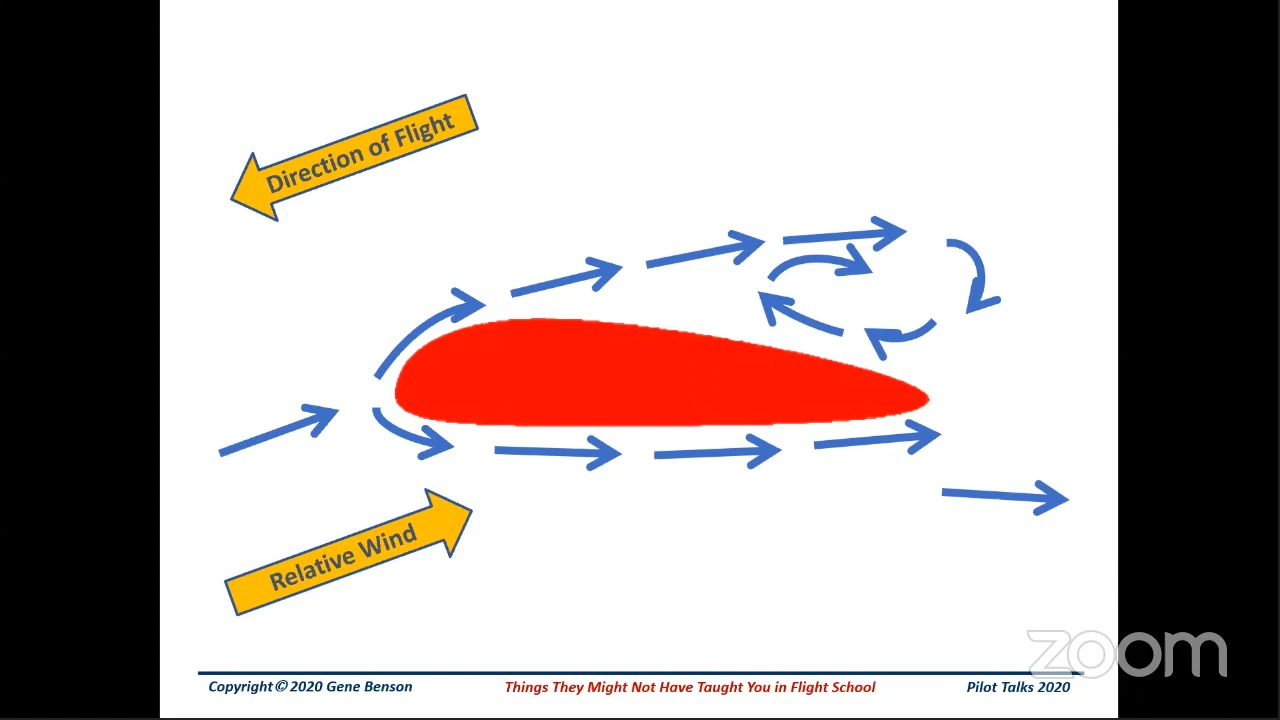 Direction of Flight
Relative Wind
zoom
Copyright © 2020 Gene Benson
Things They Might Not Have Taught You in Flight School
Pilot Talks 2020